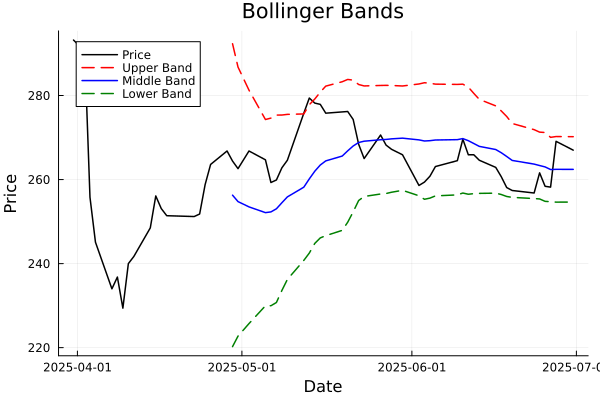 Bollinger Bands
Price
Upper Band
Middle Band
Lower Band
280
260
240
220
Price
2025-04-01
2025-05-01
2025-06-01
2025-07-0
Date